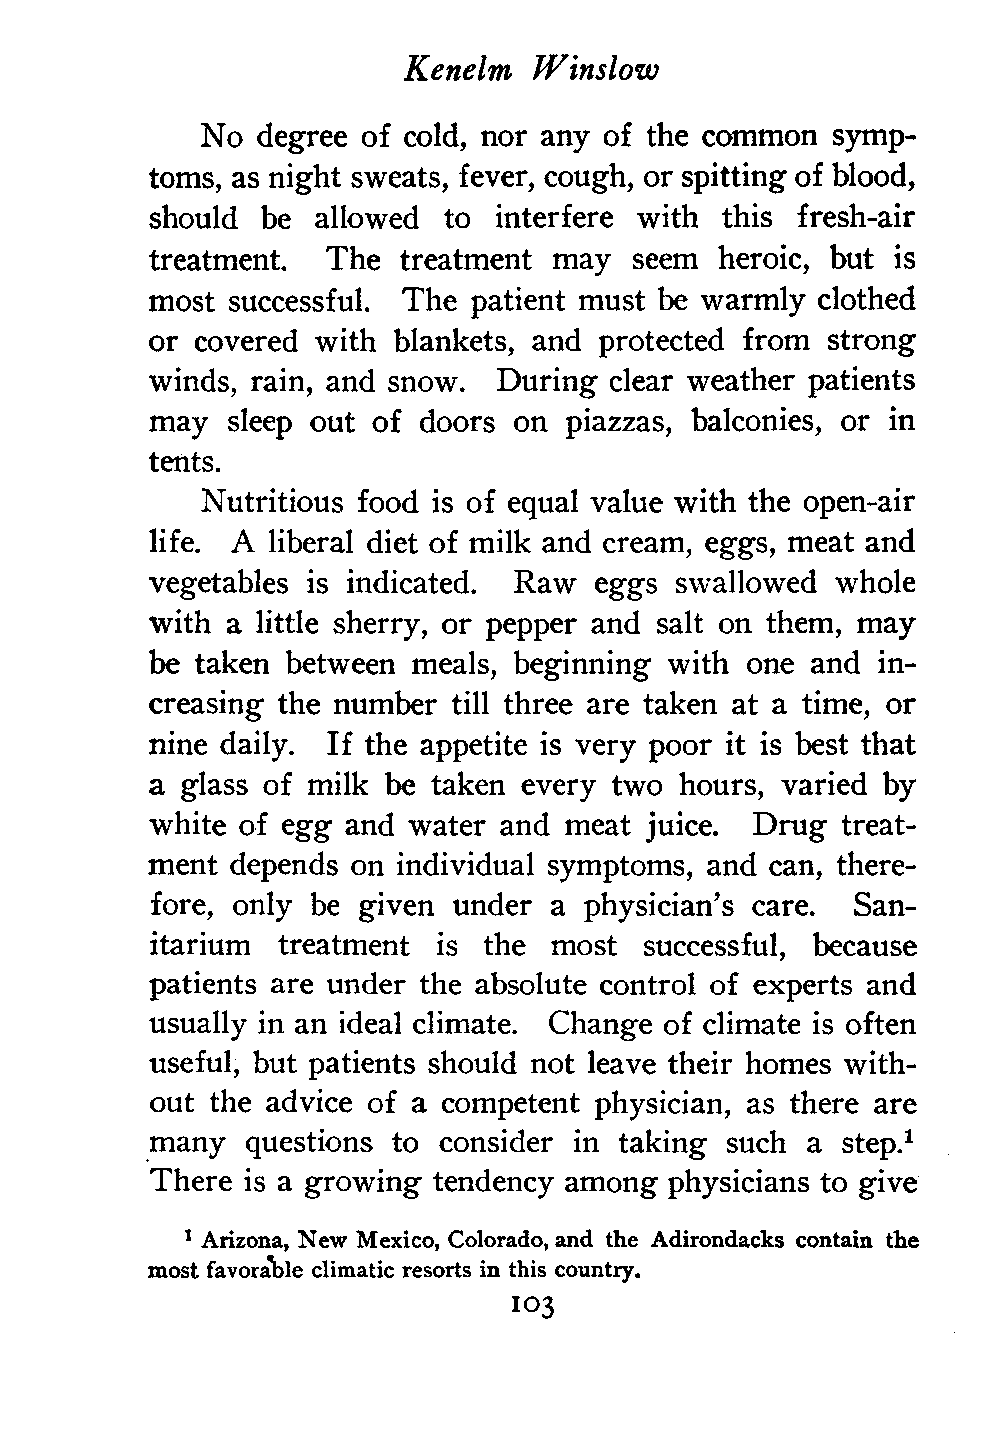 Kenelm Winslow
No degree of cold, nor any of the common symp-
toms, as night sweats, fever, cough, or spitting of blood,
should be allowed to interfere with this fresh-air
treatment. The treatment may seem heroic, but is
most successful. The patient must be warmly clothed
or covered with blankets, and protected from strong
winds, rain, and snow. During clear weather patients
may sleep out of doors on piazzas, balconies, or in
tents.
Nutritious food is of equal value with the open-air
life. A liberal diet of milk and cream, eggs, meat and
vegetables is indicated. Raw eggs swallowed whole
with a little sherry, or pepper and salt on them, may
be taken between meals, beginning with one and in-
creasing the number till three are taken at a time, or
nine daily. If the appetite is very poor it is best that
a glass of milk be taken every two hours, varied by
white of egg and water and meat juice. Drug treat-
ment depends on individual symptoms, and can, there-
fore, only be given under a physician's care. San-
itarium treatment is the most successful, because
patients are under the absolute control of experts and
usually in an ideal climate. Change of climate is often
useful, but patients should not leave their homes with-
out the advice of a competent physician, as there are
many questions to consider in taking such a step.¹
There is a growing tendency among physicians to give
¹ Arizona, New Mexico, Colorado, and the Adirondacks contain the
most favorable climatic resorts in this country.
103